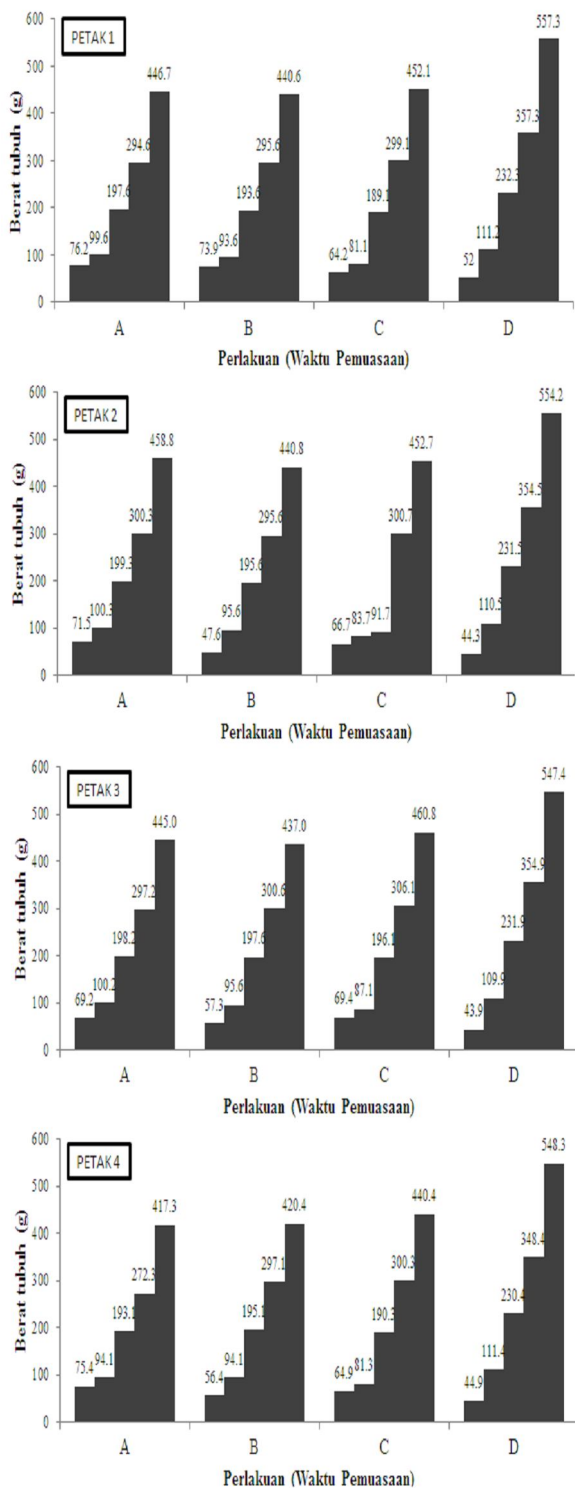 PETAK 1
Berat tubuh (g)
600
500
400
300
200
100
0
76.2 99.6 197.6 294.6 446.7
73.9 93.6 193.6 295.6 440.6
64.2 81.1 189.1 299.1 452.1
52 111.2 232.3 357.3 557.3
A B C D
Perlakuan (Waktu Pemuasaan)
PETAK 2
Berat tubuh (g)
600
500
400
300
200
100
0
71.5 100.3 199.3 300.3 458.8
47.6 95.6 195.6 295.6 440.8
66.7 83.7 91.7 300.7 452.7
44.3 110.5 231.5 354.5 554.2
A B C D
Perlakuan (Waktu Pemuasaan)
PETAK 3
Berat tubuh (g)
600
500
400
300
200
100
0
69.2 100.2 198.2 297.2 445.0
57.3 95.6 197.6 300.6 437.0
69.4 87.1 196.1 306.1 460.8
43.9 109.9 231.9 354.9 547.4
A B C D
Perlakuan (Waktu Pemuasaan)
PETAK 4
Berat tubuh (g)
600
500
400
300
200
100
0
75.4 94.1 193.1 272.3 417.3
56.4 94.1 195.1 297.1 420.4
64.9 81.3 190.3 300.3 440.4
44.9 111.4 230.4 348.4 548.3
A B C D
Perlakuan (Waktu Pemuasaan)